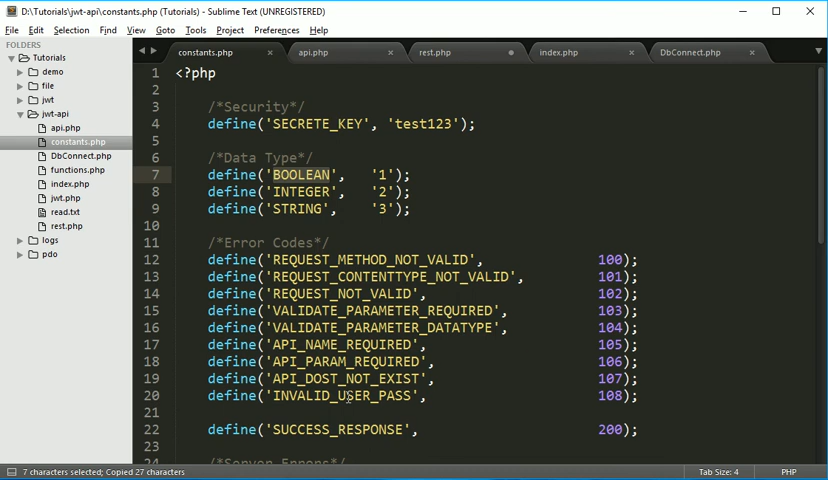 D:\Tutorials\jwt-api\constants.php (Tutorials) - Sublime Text (UNREGISTERED)
File Edit Selection Find View Goto Tools Project Preferences Help
FOLDERS
Tutorials
demo
file
jwt
jwt-api
api.php
constants.php
DbConnect.php
functions.php
index.php
jwt.php
read.txt
rest.php
logs
pdo
constants.php × api.php × rest.php index.php × DbConnect.php ×
1 <?php
2
3 /*Security*/
4 define('SECRETE_KEY', 'test123');
5
6 /*Data Type*/
7 define('BOOLEAN', '1');
8 define('INTEGER', '2');
9 define('STRING', '3');
10
11 /*Error Codes*/
12 define('REQUEST_METHOD_NOT_VALID', 100);
13 define('REQUEST_CONTENTTYPE_NOT_VALID', 101);
14 define('REQUEST_NOT_VALID', 102);
15 define('VALIDATE_PARAMETER_REQUIRED', 103);
16 define('VALIDATE_PARAMETER_DATATYPE', 104);
17 define('API_NAME_REQUIRED', 105);
18 define('API_PARAM_REQUIRED', 106);
19 define('API_DOST_NOT_EXIST', 107);
20 define('INVALID_USER_PASS', 108);
21
22 define('SUCCESS_RESPONSE', 200);
23
24 /*Server Errors*/
7 characters selected; Copied 27 characters Tab Size: 4 PHP